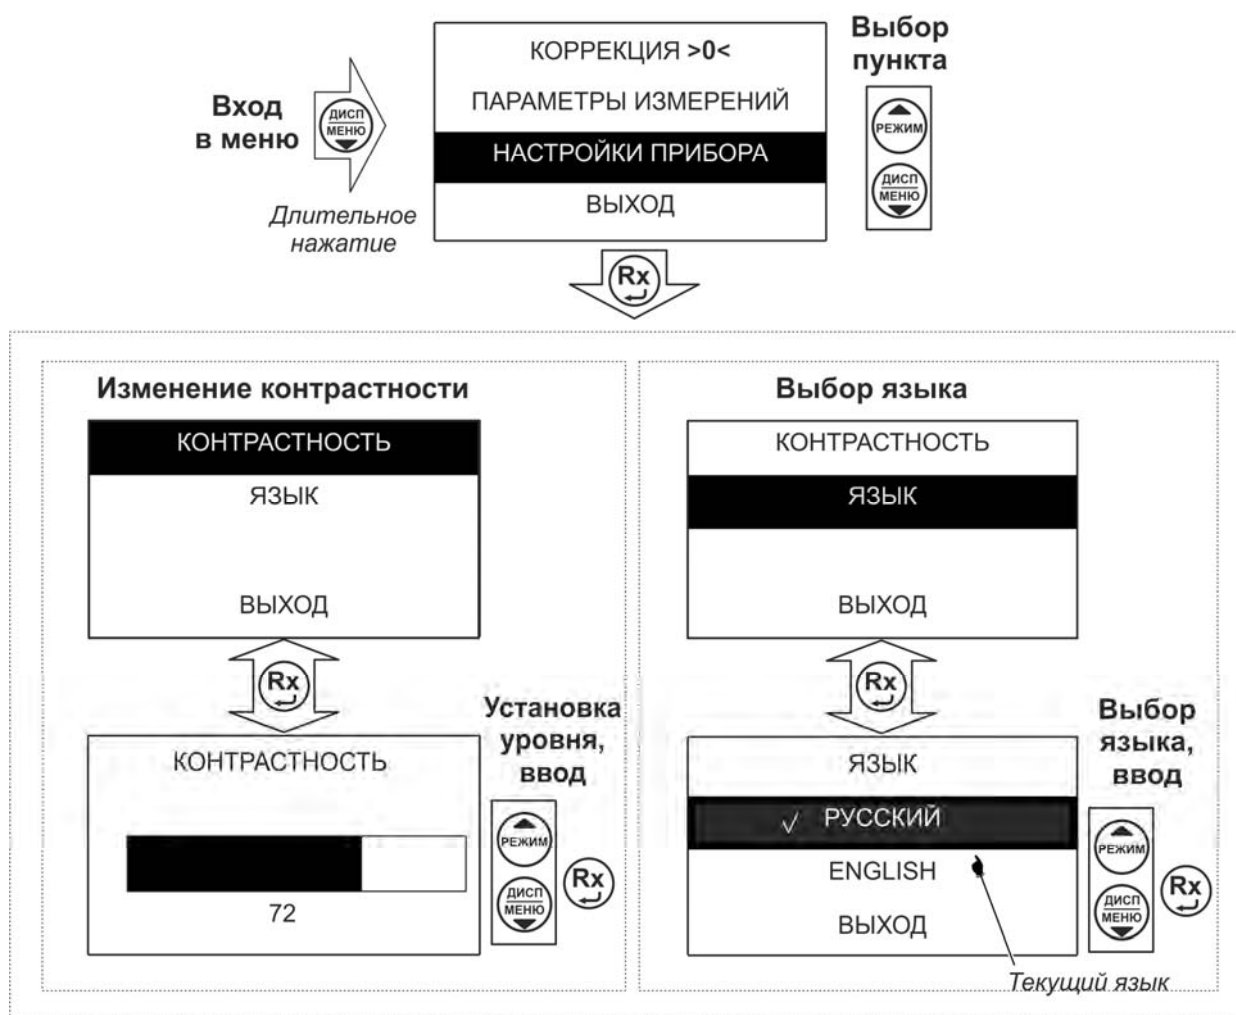 Вход
в меню
ДИСП
МЕНЮ
Длительное
нажатие
КОРРЕКЦИЯ >0<
ПАРАМЕТРЫ ИЗМЕРЕНИЙ
НАСТРОЙКИ ПРИБОРА
ВЫХОД
Выбор
пункта
РЕЖИМ
ДИСП
МЕНЮ
Rx
Изменение контрастности
КОНТРАСТНОСТЬ
ЯЗЫК
ВЫХОД
Rx
КОНТРАСТНОСТЬ
72
Установка
уровня,
ввод
РЕЖИМ
ДИСП
МЕНЮ
Rx
Выбор языка
КОНТРАСТНОСТЬ
ЯЗЫК
ВЫХОД
Rx
ЯЗЫК
√ РУССКИЙ
ENGLISH
ВЫХОД
Выбор
языка,
ввод
РЕЖИМ
ДИСП
МЕНЮ
Rx
Текущий язык